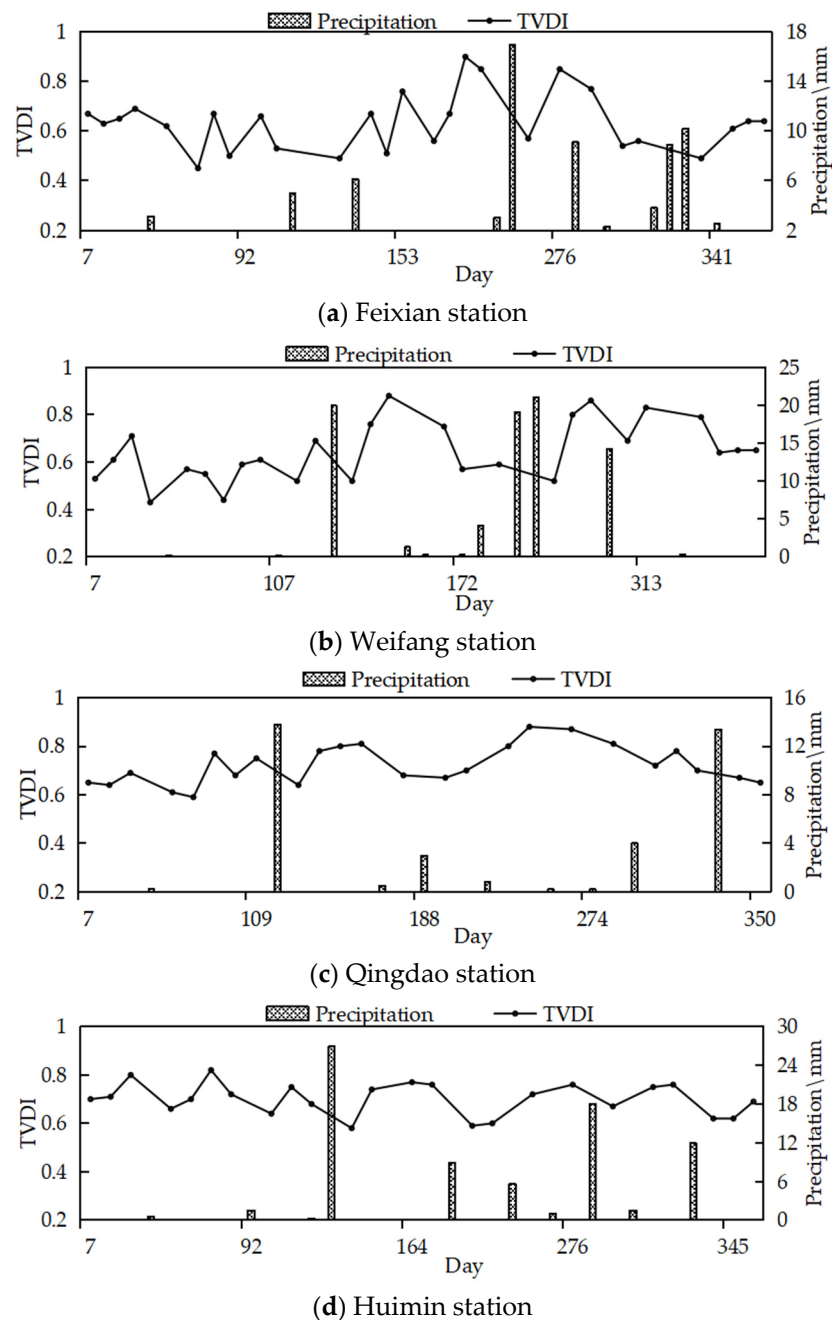 Precipitation TVDI
1 18
0.8 14
0.6 10
0.4 6
0.2 2
TVDI
Precipitation\mm
7 92 153 276 341
Day
(a) Feixian station
Precipitation TVDI
1 25
0.8 20
15
0.6 10
0.4 5
0.2 0
TVDI
Precipitation\mm
7 107 172 313
Day
(b) Weifang station
Precipitation TVDI
1 16
0.8 12
0.6 8
0.4 4
0.2 0
TVDI
Precipitation\mm
7 109 188 274 350
Day
(c) Qingdao station
Precipitation TVDI
1 30
24
0.8 18
0.6 12
0.4 6
0.2 0
TVDI
Precipitation\mm
7 92 164 276 345
Day
(d) Huimin station